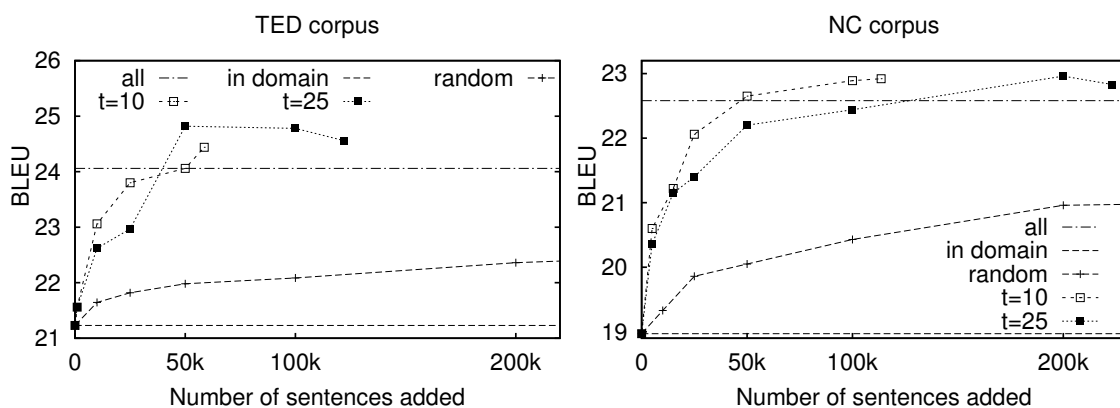 TED corpus
26
25
24
23
22
21
BLEU
all
in domain
random
t=10
t=25
0
50k
100k
200k
Number of sentences added
NC corpus
23
22
21
20
19
BLEU
all
in domain
random
t=10
t=25
0
50k
100k
200k
Number of sentences added